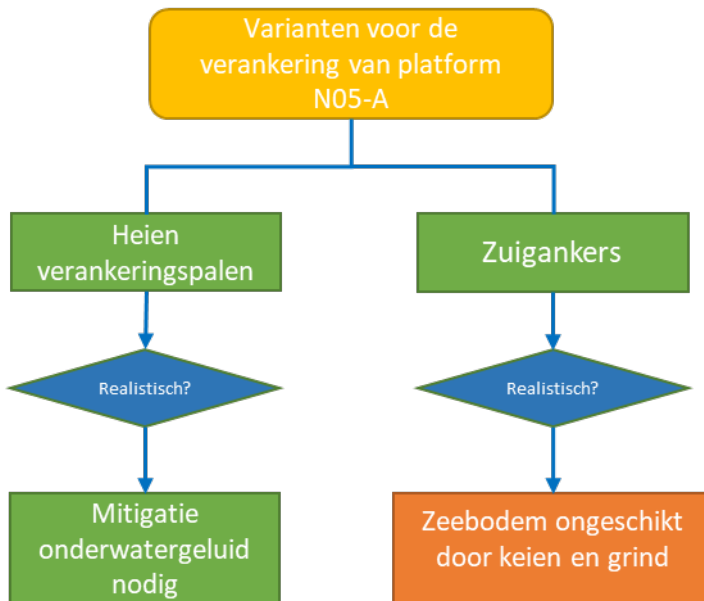 Varianten voor de
verankering van platform
N05-A
Heien
verankeringspalen
Zuigankers
Realistisch?
Realistisch?
Mitigatie
onderwatergeluid
nodig
Zeebodem ongeschikt
door keien en grind